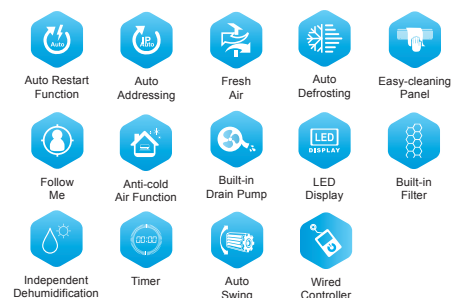 Auto
IP
Auto
LED
DISPLAY
00:00
Auto Restart
Function
Auto
Addressing
Fresh
Air
Auto
Defrosting
Easy-cleaning
Panel
Follow
Me
Anti-cold
Air Function
Built-in
Drain Pump
LED
Display
Built-in
Filter
Independent
Dehumidification
Timer
Auto
Swing
Wired
Controller